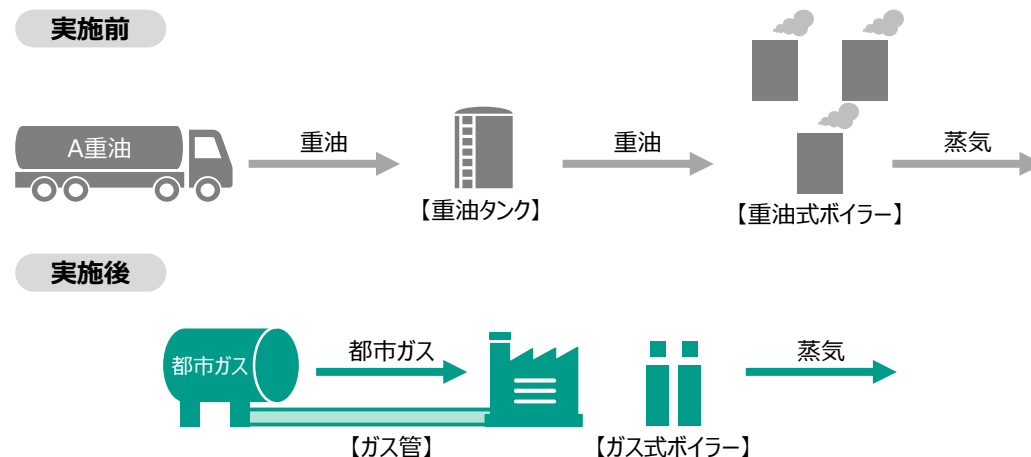 実施前
A重油
重油
重油
蒸気
【重油タンク】
【重油式ボイラー】
実施後
都市ガス
都市ガス
蒸気
【ガス管】
【ガス式ボイラー】